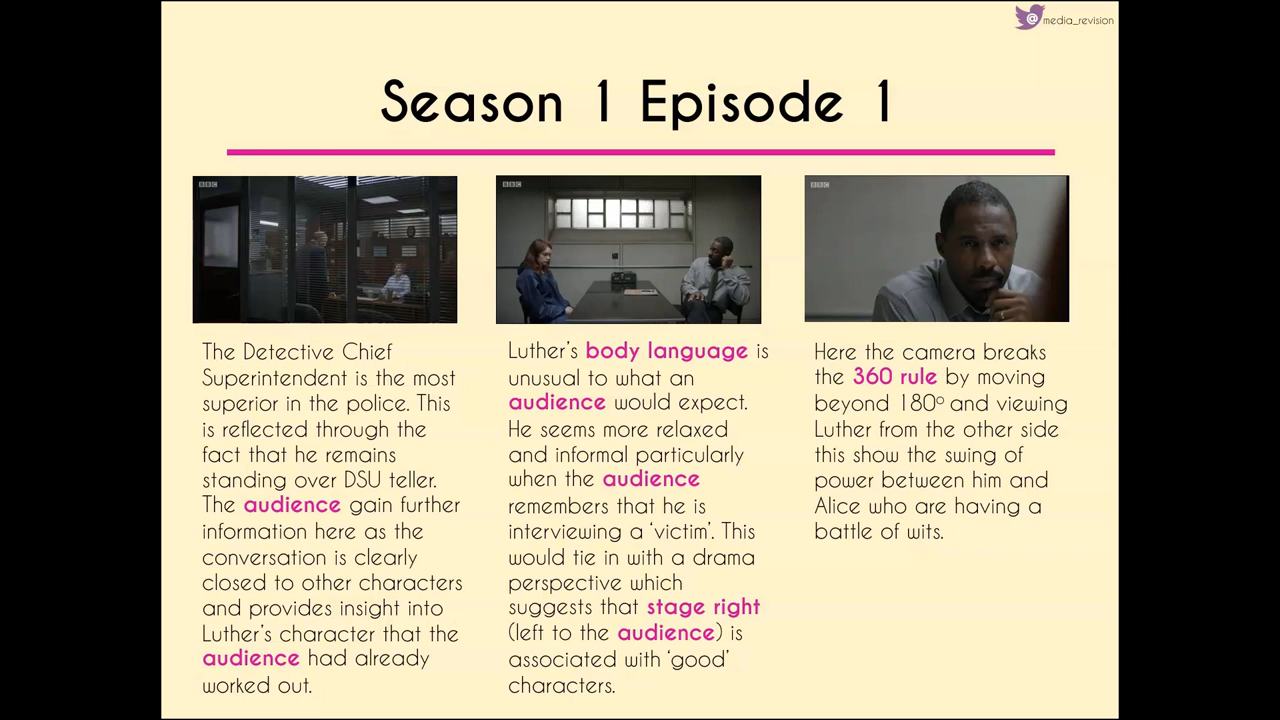 @media_revision
Season 1 Episode 1
BBC
BBC
BBC
The Detective Chief
Superintendent is the most
superior in the police. This
is reflected through the
fact that he remains
standing over DSU teller.
The audience gain further
information here as the
conversation is clearly
closed to other characters
and provides insight into
Luther's character that the
audience had already
worked out.
Luther's body language is
unusual to what an
audience would expect.
He seems more relaxed
and informal particularly
when the audience
remembers that he is
interviewing a 'victim'. This
would tie in with a drama
perspective which
suggests that stage right
(left to the audience) is
associated with 'good'
characters.
Here the camera breaks
the 360 rule by moving
beyond 180° and viewing
Luther from the other side
this show the swing of
power between him and
Alice who are having a
battle of wits.